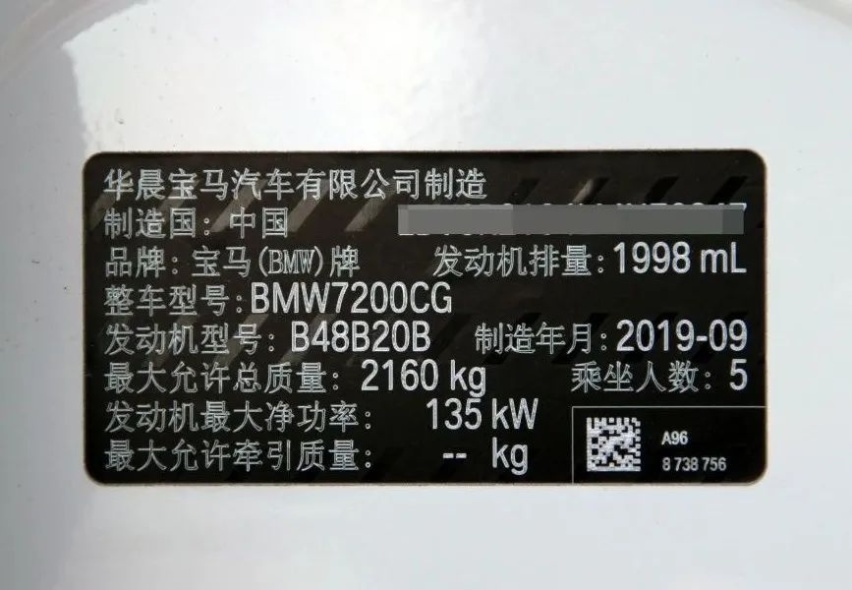 华晨宝马汽车有限公司制造
制造国: 中国
品牌: 宝马(BMW)牌 发动机排量: 1998 mL
整车型号: BMW7200CG
发动机型号: B48B20B 制造年月: 2019-09
最大允许总质量: 2160 kg 乘坐人数: 5
发动机最大净功率: 135 kW
最大允许牵引质量: -- kg
A96
8 738 756